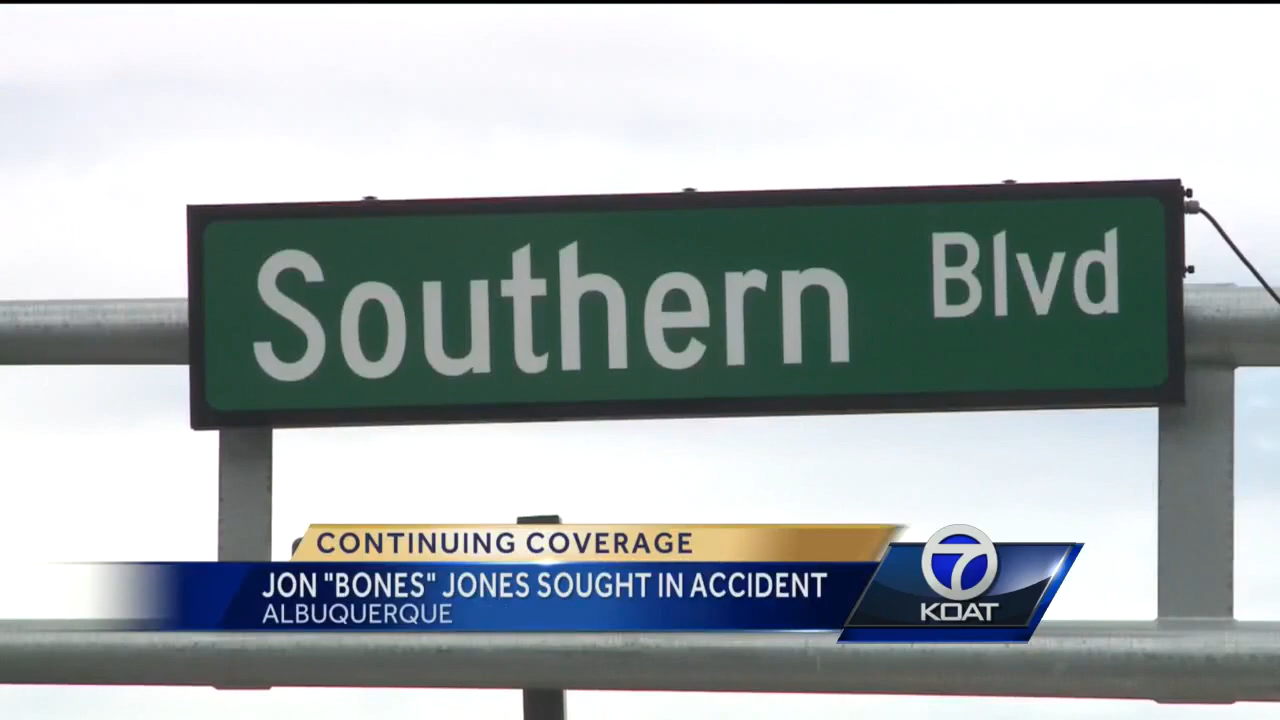 Southern Blvd
CONTINUING COVERAGE
JON "BONES" JONES SOUGHT IN ACCIDENT
ALBUQUERQUE
7
KOAT